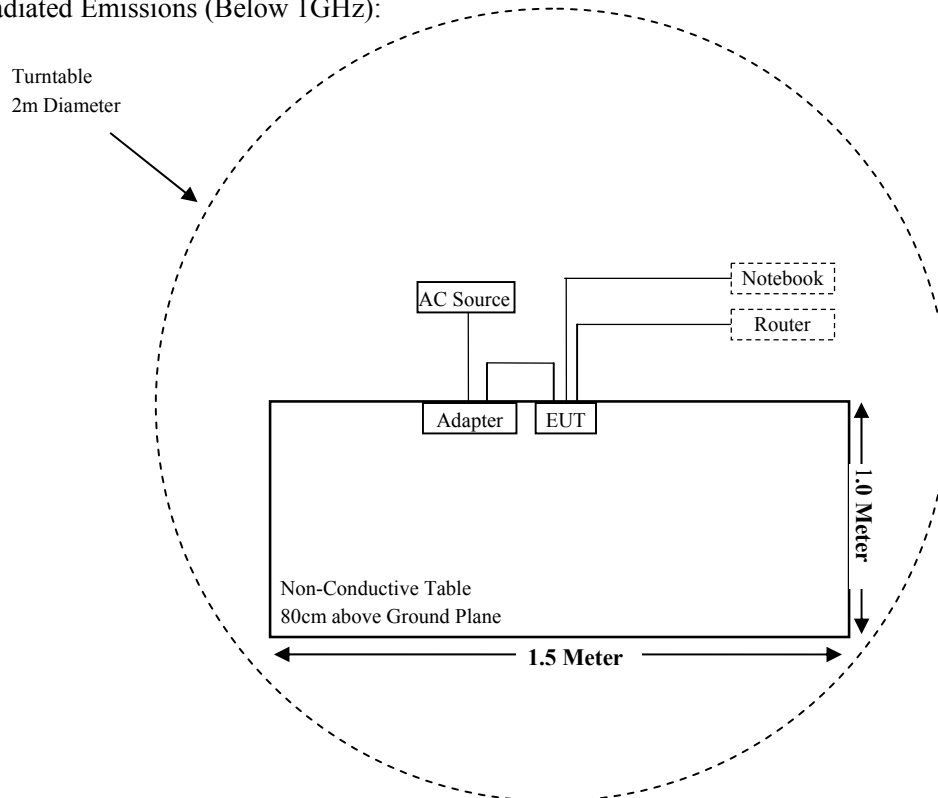 adiated Emissions (Below 1GHz):
Turntable
2m Diameter
Notebook
AC Source
Router
Adapter
EUT
1.0 Meter
Non-Conductive Table
80cm above Ground Plane
1.5 Meter